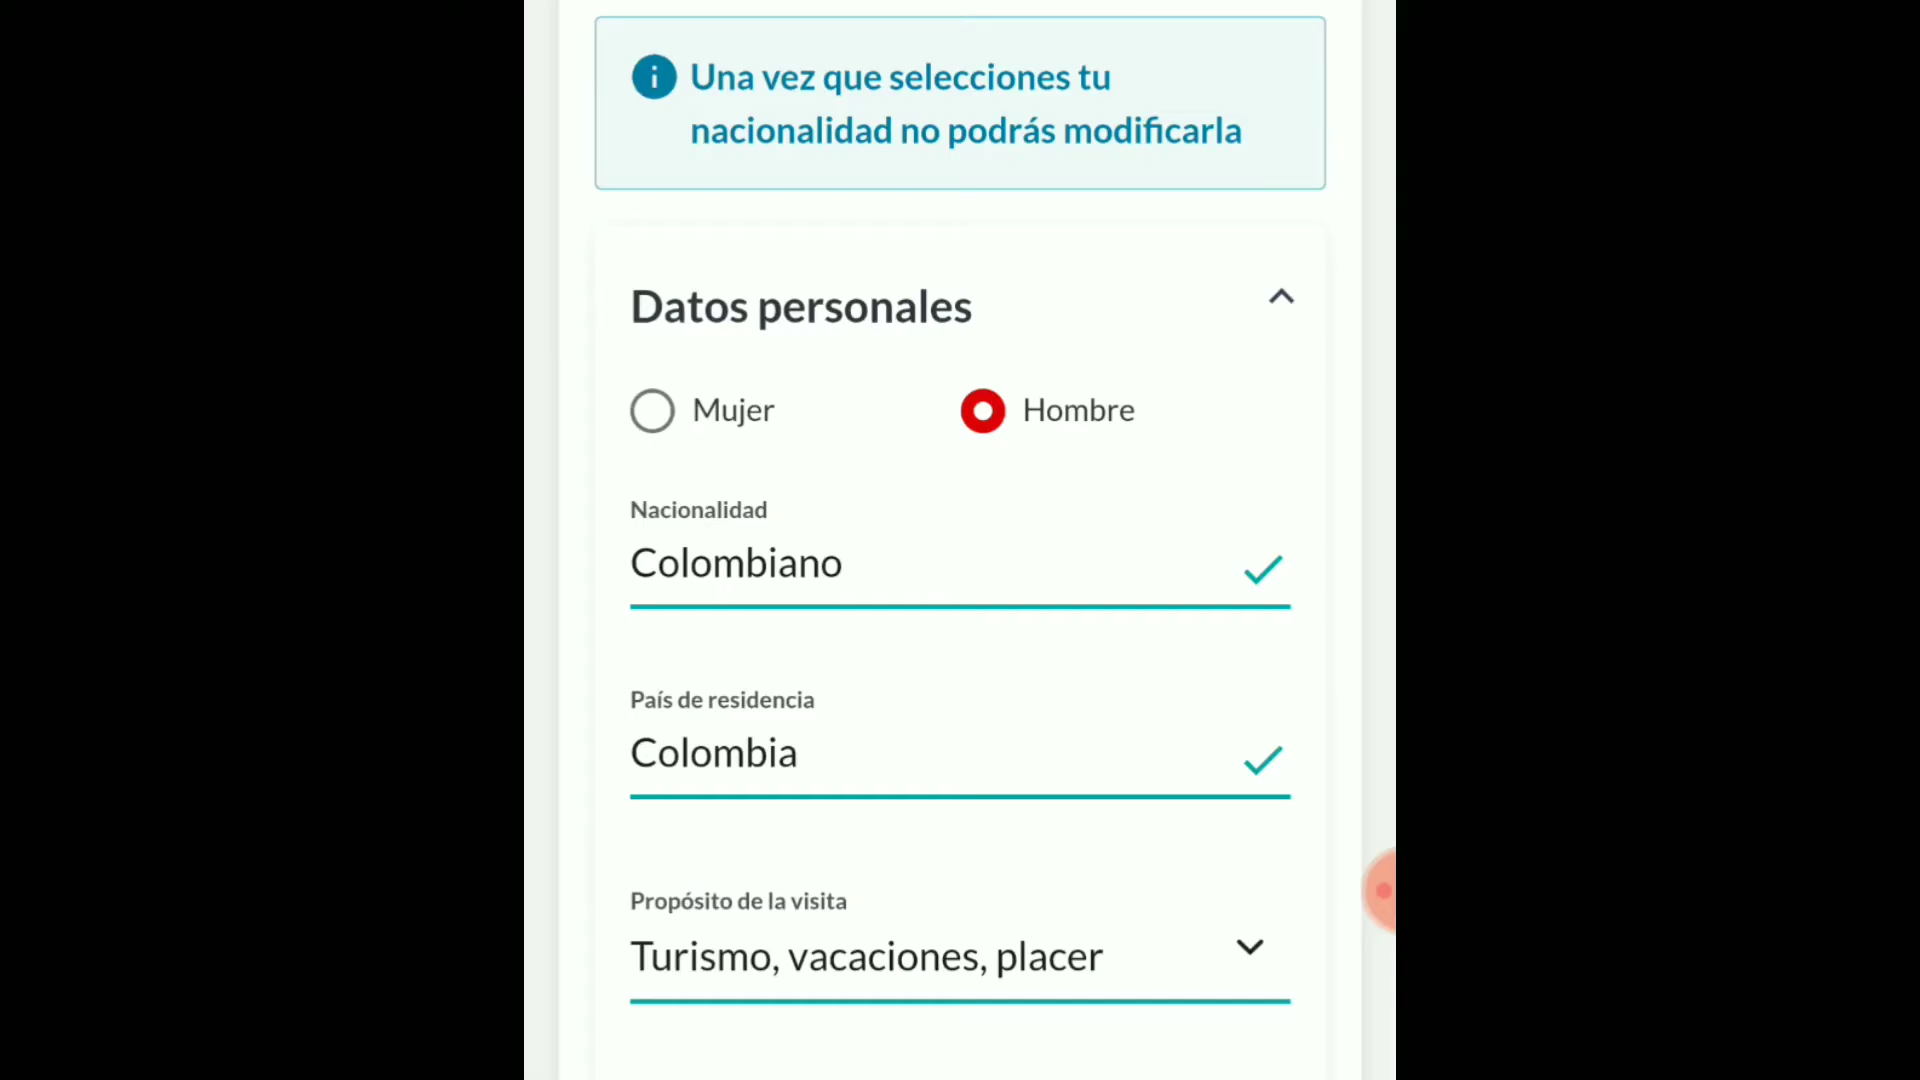 Una vez que selecciones tu
nacionalidad no podrás modificarla
Datos personales
Mujer
Hombre
Nacionalidad
Colombiano
País de residencia
Colombia
Propósito de la visita
Turismo, vacaciones, placer